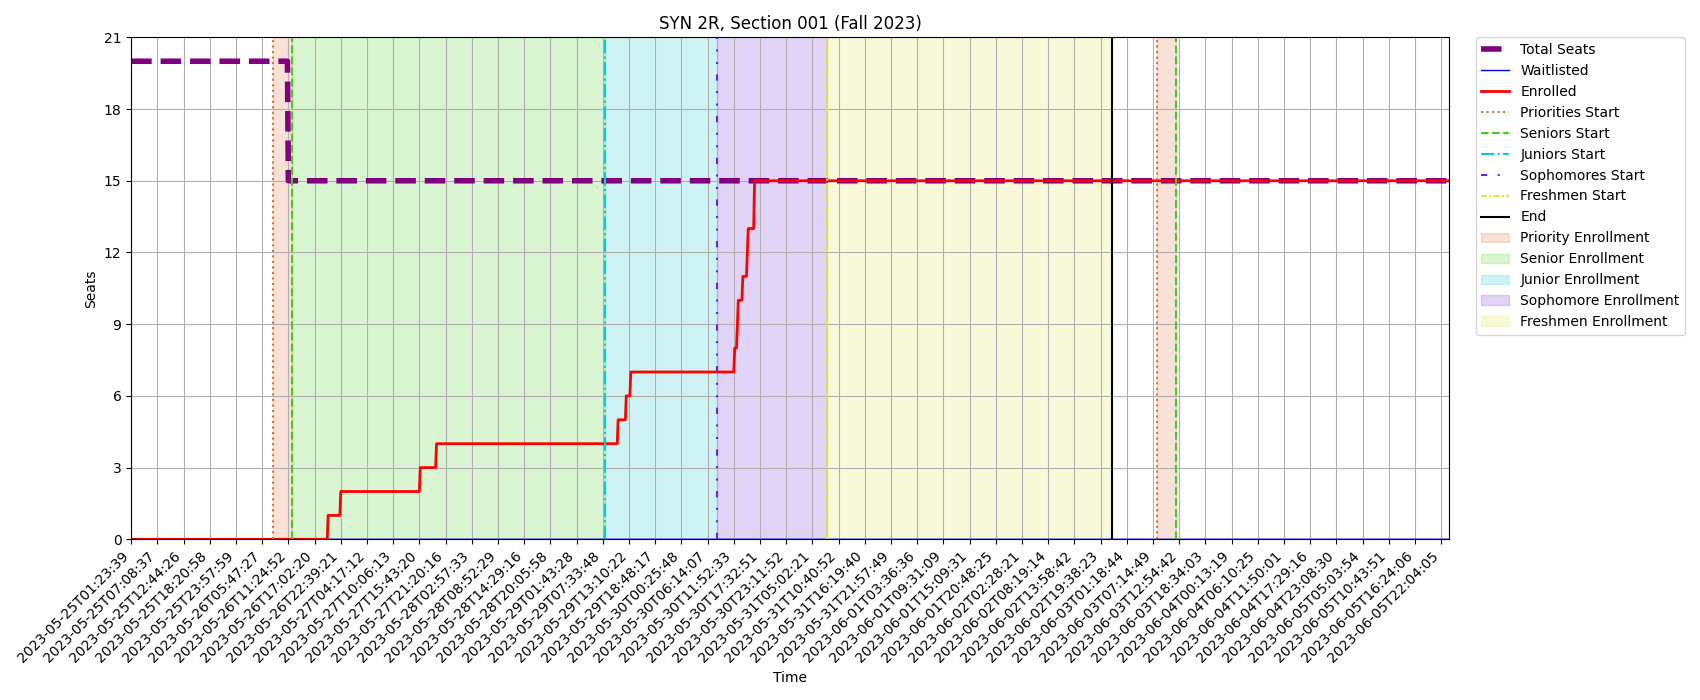 SYN 2R, Section 001 (Fall 2023)
Seats
21
18
15
12
9
6
3
0
2023-05-25T01:23:39
2023-05-25T07:08:37
2023-05-25T12:44:26
2023-05-25T18:20:58
2023-05-25T23:57:59
2023-05-26T05:47:27
2023-05-26T11:24:52
2023-05-26T17:02:20
2023-05-26T22:39:21
2023-05-27T04:17:12
2023-05-27T10:06:13
2023-05-27T15:43:20
2023-05-27T21:20:16
2023-05-28T02:57:33
2023-05-28T08:52:29
2023-05-28T14:29:16
2023-05-28T20:05:58
2023-05-29T01:43:28
2023-05-29T07:33:48
2023-05-29T13:10:22
2023-05-29T18:48:17
2023-05-30T00:25:48
2023-05-30T06:14:07
2023-05-30T11:52:33
2023-05-30T17:32:51
2023-05-30T23:11:52
2023-05-31T05:02:21
2023-05-31T10:40:52
2023-05-31T16:19:40
2023-05-31T21:57:49
2023-06-01T03:36:36
2023-06-01T09:31:09
2023-06-01T15:09:31
2023-06-01T20:48:25
2023-06-02T02:28:21
2023-06-02T08:19:14
2023-06-02T13:58:42
2023-06-02T19:38:23
2023-06-03T01:18:44
2023-06-03T07:14:49
2023-06-03T12:54:42
2023-06-03T18:34:03
2023-06-04T00:13:19
2023-06-04T06:10:25
2023-06-04T11:50:01
2023-06-04T17:29:16
2023-06-04T23:08:30
2023-06-05T05:03:54
2023-06-05T10:43:51
2023-06-05T16:24:06
2023-06-05T22:04:05
Time
Total Seats
Waitlisted
Enrolled
Priorities Start
Seniors Start
Juniors Start
Sophomores Start
Freshmen Start
End
Priority Enrollment
Senior Enrollment
Junior Enrollment
Sophomore Enrollment
Freshmen Enrollment